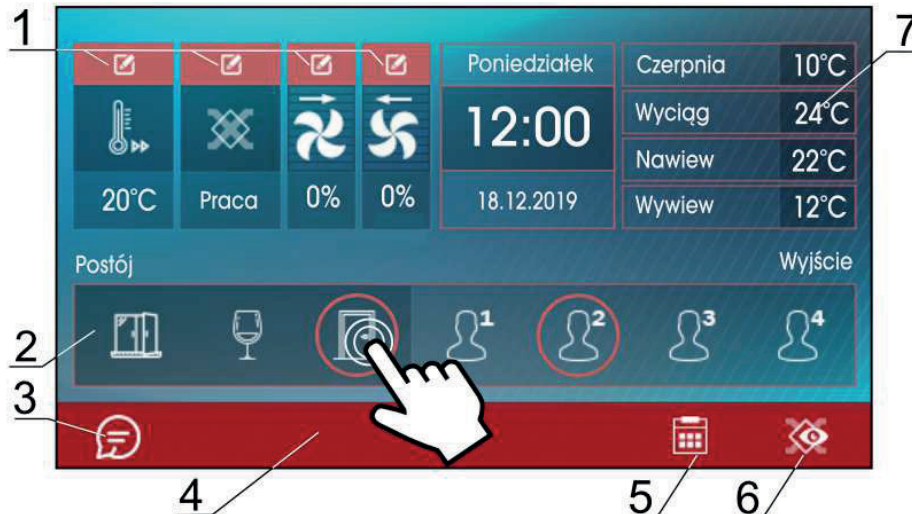 1
7
Poniedziałek
Czerpnia 10°C
12:00
Wyciąg 24°C
Nawiew 22°C
20°C Praca 0% 0%
18.12.2019
Wywiew 12°C
Postój
Wyjście
2
1 2 3 4
3
4
5
6